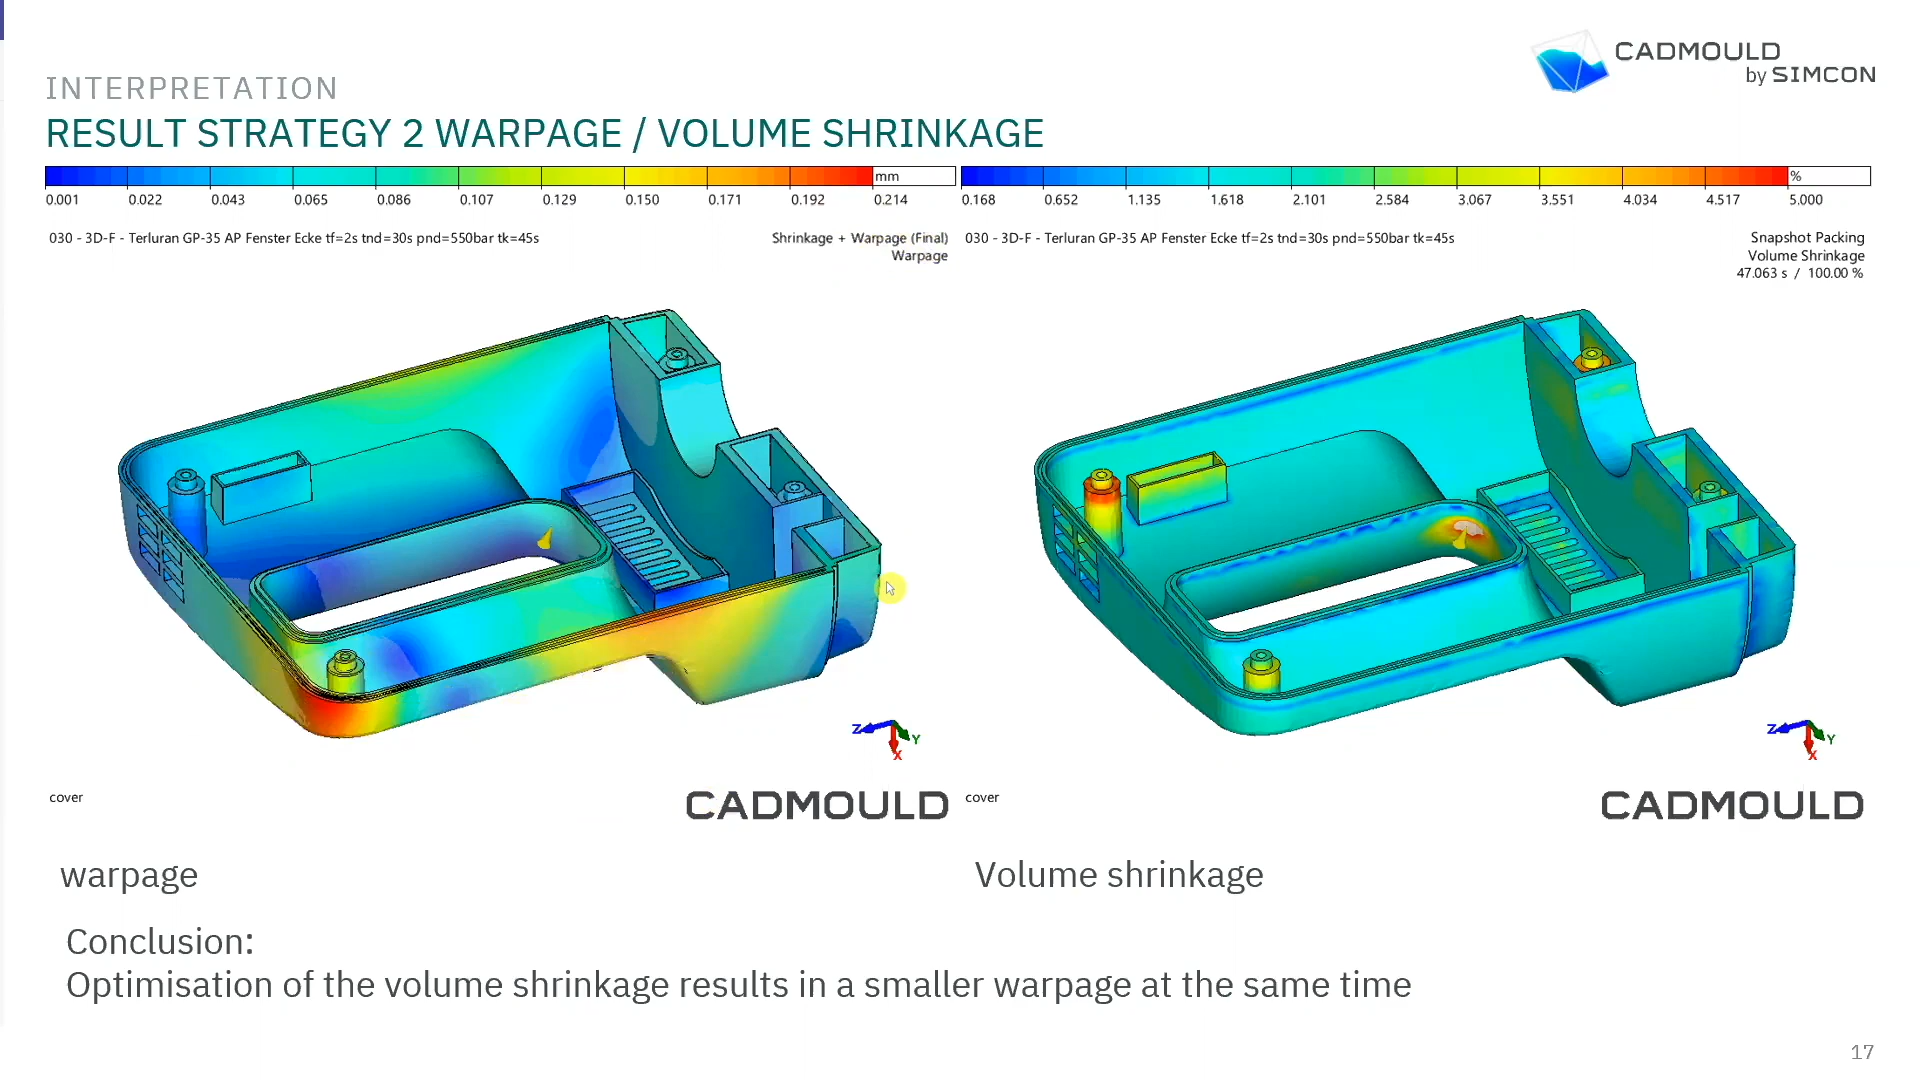 CADMOULD
by SIMCON
INTERPRETATION
RESULT STRATEGY 2 WARPAGE / VOLUME SHRINKAGE
mm
0.001 0.022 0.043 0.065 0.086 0.107 0.129 0.150 0.171 0.192 0.214
030 - 3D-F - Terluran GP-35 AP Fenster Ecke tf=2s tnd=30s pnd=550bar tk=45s
Shrinkage + Warpage (Final)
Warpage
Z Y
X
cover
CADMOULD
%
0.168 0.652 1.135 1.618 2.101 2.584 3.067 3.551 4.034 4.517 5.000
030 - 3D-F - Terluran GP-35 AP Fenster Ecke tf=2s tnd=30s pnd=550bar tk=45s
Snapshot Packing
Volume Shrinkage
47.063 s / 100.00 %
Z Y
X
cover
CADMOULD
warpage
Volume shrinkage
Conclusion:
Optimisation of the volume shrinkage results in a smaller warpage at the same time
17